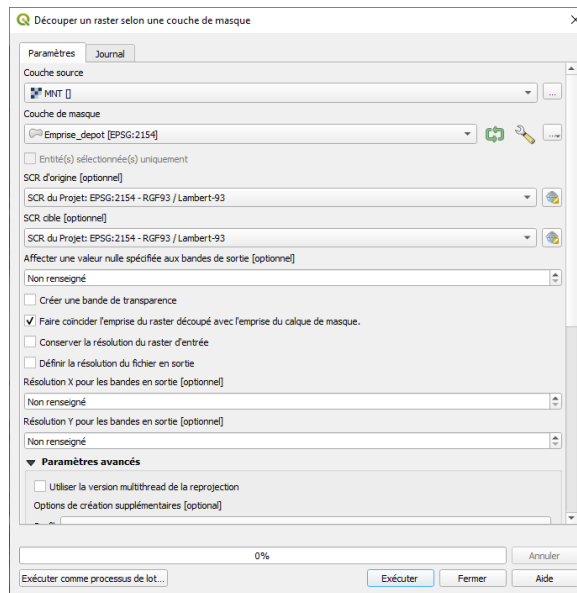 Découper un raster selon une couche de masque
Paramètres Journal
Couche source
MNT []
...
Couche de masque
Emprise_depot [EPSG:2154]
...
Entité(s) sélectionnée(s) uniquement
SCR d'origine [optionnel]
SCR du Projet: EPSG:2154 - RGF93 / Lambert-93
SCR cible [optionnel]
SCR du Projet: EPSG:2154 - RGF93 / Lambert-93
Affecter une valeur nulle spécifiée aux bandes de sortie [optionnel]
Non renseigné
Créer une bande de transparence
Faire coïncider l'emprise du raster découpé avec l'emprise du calque de masque.
Conserver la résolution du raster d'entrée
Définir la résolution du fichier en sortie
Résolution X pour les bandes en sortie [optionnel]
Non renseigné
Résolution Y pour les bandes en sortie [optionnel]
Non renseigné
Paramètres avancés
Utiliser la version multithread de la reprojection
Options de création supplémentaires [optional]
0%
Annuler
Exécuter comme processus de lot...
Exécuter
Fermer
Aide